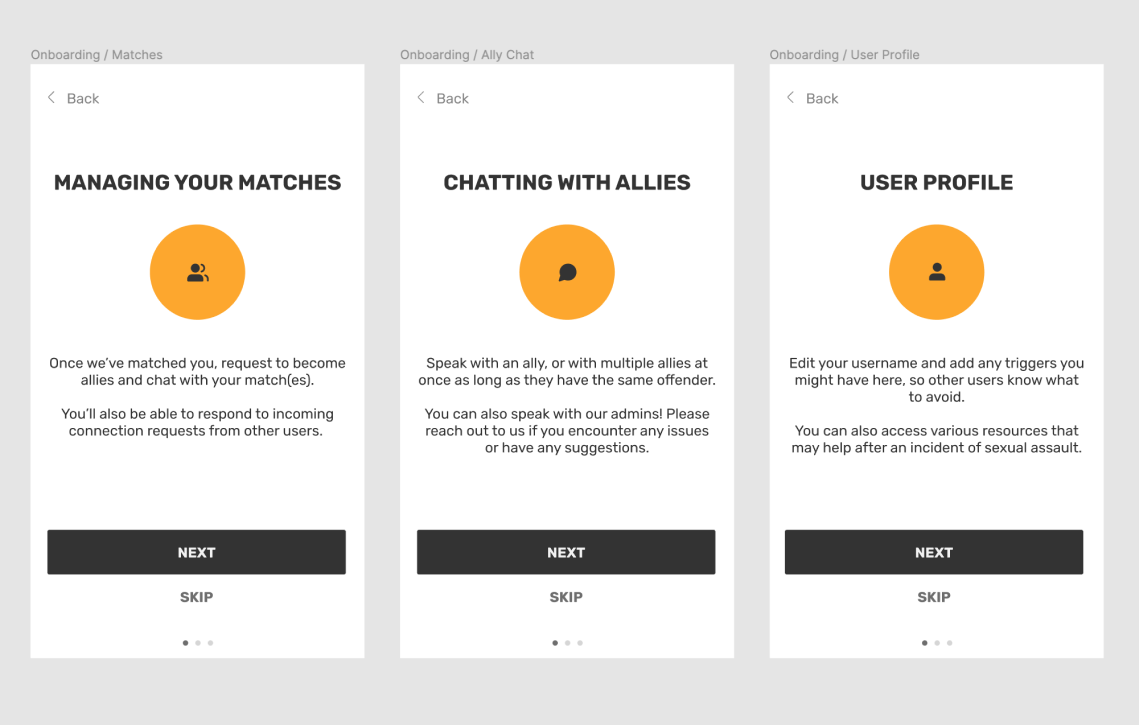 Onboarding / Matches
Back
MANAGING YOUR MATCHES
Once we’ve matched you, request to become
allies and chat with your match(es).
You’ll also be able to respond to incoming
connection requests from other users.
NEXT
SKIP
Onboarding / Ally Chat
Back
CHATTING WITH ALLIES
Speak with an ally, or with multiple allies at
once as long as they have the same offender.
You can also speak with our admins! Please
reach out to us if you encounter any issues
or have any suggestions.
NEXT
SKIP
Onboarding / User Profile
Back
USER PROFILE
Edit your username and add any triggers you
might have here, so other users know what
to avoid.
You can also access various resources that
may help after an incident of sexual assault.
NEXT
SKIP